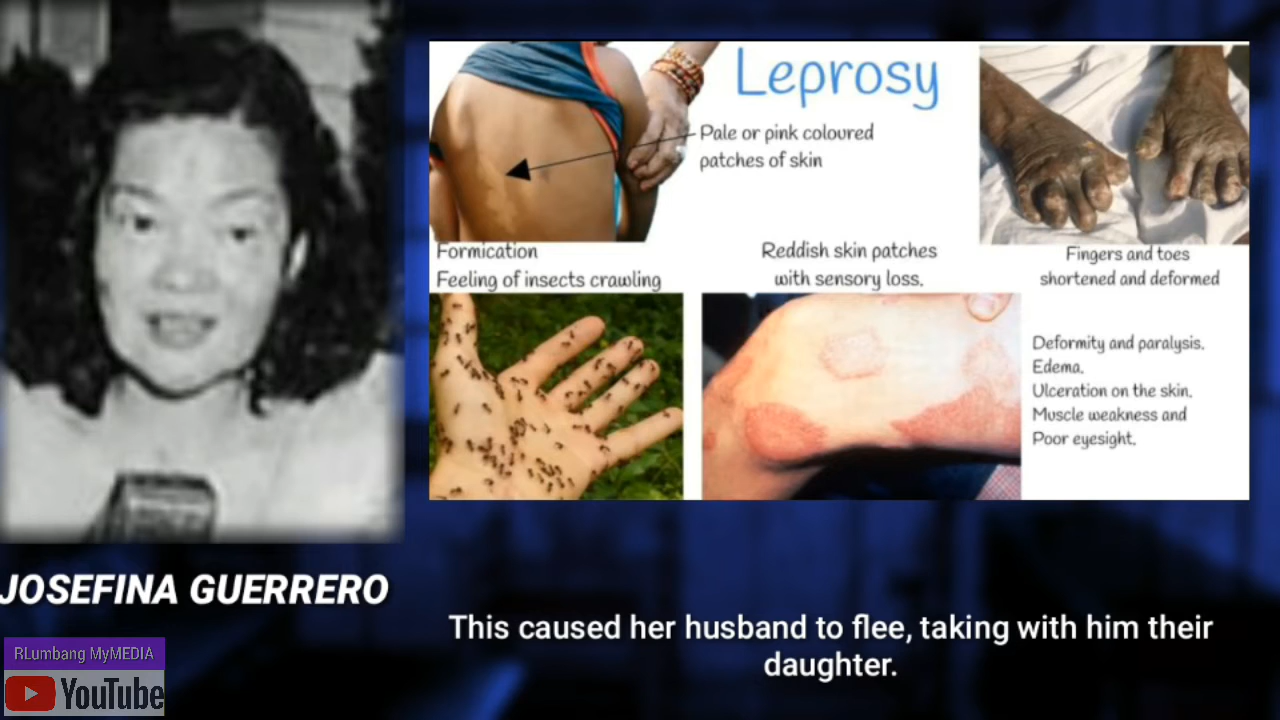 Leprosy
Pale or pink coloured
patches of skin
Formication
Feeling of insects crawling
Reddish skin patches
with sensory loss.
Fingers and toes
shortened and deformed
Deformity and paralysis.
Edema.
Ulceration on the skin.
Muscle weakness and
Poor eyesight.
JOSEFINA GUERRERO
This caused her husband to flee, taking with him their
daughter.
RLumbang MyMEDIA
YouTube